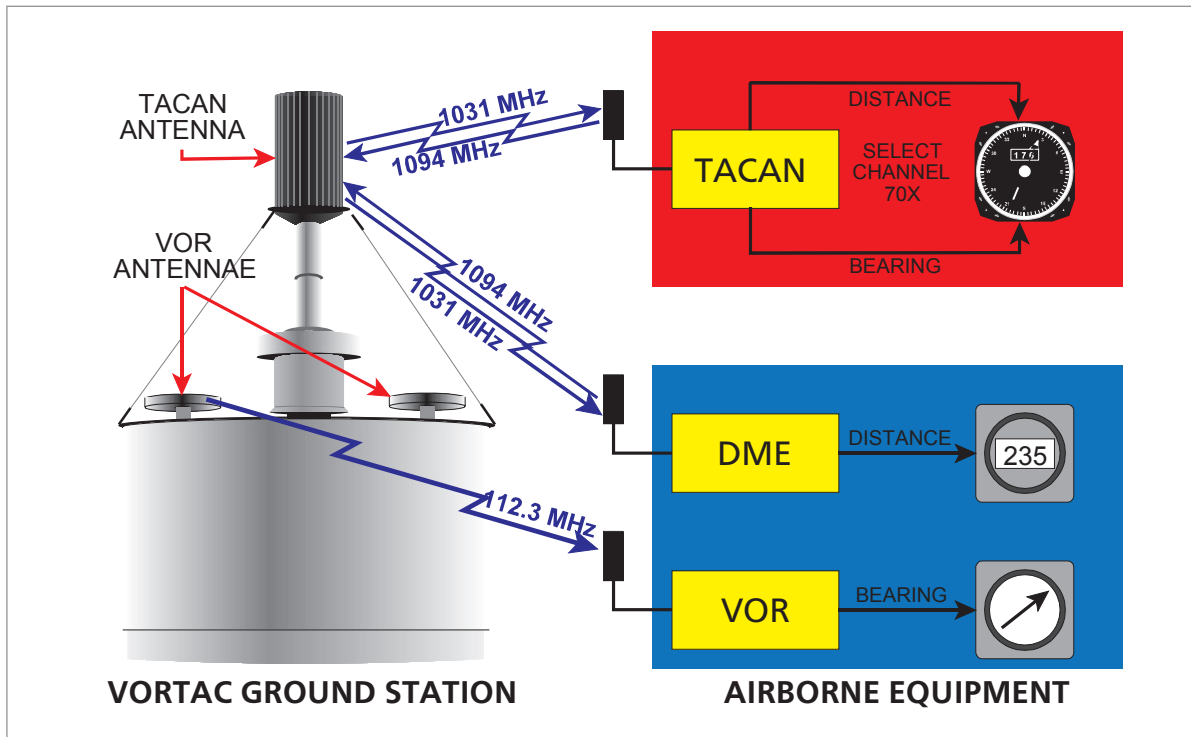 TACAN
ANTENNA
VOR
ANTENNAE
1031 MHz
1094 MHz
1094 MHz
1031 MHz
112.3 MHz
TACAN
DISTANCE
SELECT
CHANNEL
70X
176
BEARING
DME
DISTANCE
235
VOR
BEARING
VORTAC GROUND STATION
AIRBORNE EQUIPMENT